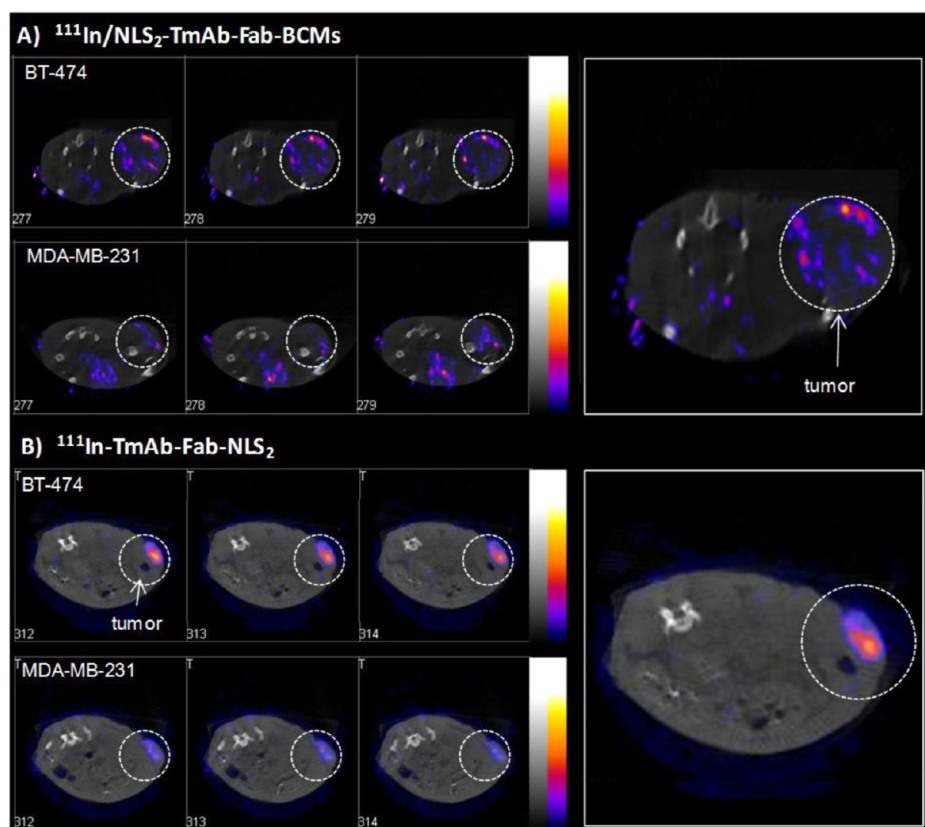 A) ¹¹¹In/NLS₂-TmAb-Fab-BCMs
BT-474
277 278 279
MDA-MB-231
277 278 279
tumor
B) ¹¹¹In-TmAb-Fab-NLS₂
T T T
BT-474
tumor
312 313 314
T T T
MDA-MB-231
312 313 314